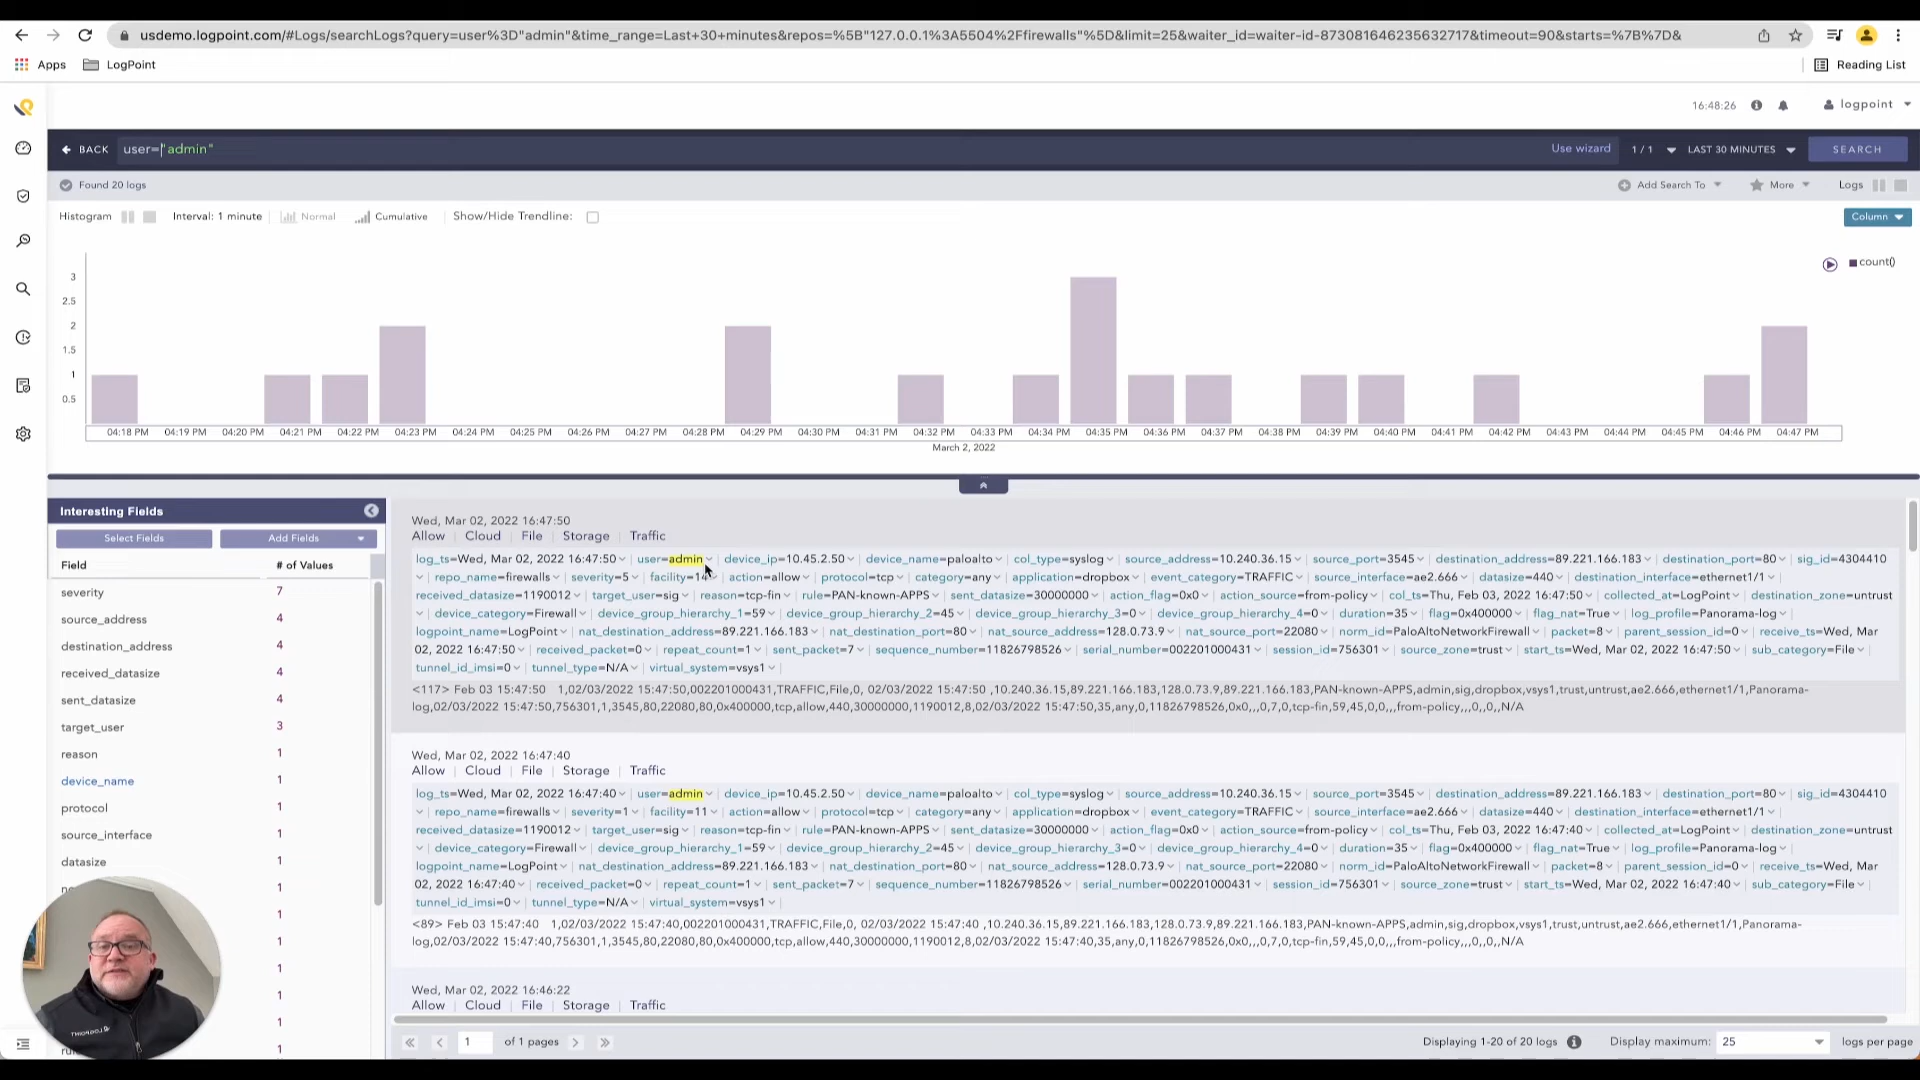 usdemo.logpoint.com/#Logs/searchLogs?query=user%3D"admin"&time_range=Last+30+minutes&repos=%5B"127.0.0.1%3A5504%2Ffirewalls"%5D&limit=25&waiter_id=waiter-id-873081646235632717&timeout=90&starts=%7B%7D&
Apps LogPoint Reading List
16:48:26 logpoint
BACK user="admin" Use wizard 1 / 1 LAST 30 MINUTES SEARCH
Found 20 logs Add Search To More Logs
Histogram Interval: 1 minute Normal Cumulative Show/Hide Trendline: Column
count()
3
2.5
2
1.5
1
0.5
04:18 PM 04:19 PM 04:20 PM 04:21 PM 04:22 PM 04:23 PM 04:24 PM 04:25 PM 04:26 PM 04:27 PM 04:28 PM 04:29 PM 04:30 PM 04:31 PM 04:32 PM 04:33 PM 04:34 PM 04:35 PM 04:36 PM 04:37 PM 04:38 PM 04:39 PM 04:40 PM 04:41 PM 04:42 PM 04:43 PM 04:44 PM 04:45 PM 04:46 PM 04:47 PM
March 2, 2022
Interesting Fields
Select Fields Add Fields
Field # of Values
severity 7
source_address 4
destination_address 4
received_datasize 4
sent_datasize 4
target_user 3
reason 1
device_name 1
protocol 1
source_interface 1
datasize 1
1
1
1
1
1
1
1
LOGPOINT
Wed, Mar 02, 2022 16:47:50
Allow | Cloud | File | Storage | Traffic
log_ts=Wed, Mar 02, 2022 16:47:50 | user=admin | device_ip=10.45.2.50 | device_name=paloalto | col_type=syslog | source_address=10.240.36.15 | source_port=3545 | destination_address=89.221.166.183 | destination_port=80 | sig_id=4304410
| repo_name=firewalls | severity=5 | facility=14 | action=allow | protocol=tcp | category=any | application=dropbox | event_category=TRAFFIC | source_interface=ae2.666 | datasize=440 | destination_interface=ethernet1/1 |
received_datasize=1190012 | target_user=sig | reason=tcp-fin | rule=PAN-known-APPS | sent_datasize=30000000 | action_flag=0x0 | action_source=from-policy | col_ts=Thu, Feb 03, 2022 15:47:50 | collected_at=LogPoint | destination_zone=untrust
| device_category=Firewall | device_group_hierarchy_1=59 | device_group_hierarchy_2=45 | device_group_hierarchy_3=0 | device_group_hierarchy_4=0 | duration=35 | flag=0x400000 | flag_nat=True | log_profile=Panorama-log |
logpoint_name=LogPoint | nat_destination_address=89.221.166.183 | nat_destination_port=80 | nat_source_address=128.0.73.9 | nat_source_port=22080 | norm_id=PaloAltoNetworkFirewall | packet=8 | parent_session_id=0 | receive_ts=Wed, Mar
02, 2022 16:47:50 | received_packet=0 | repeat_count=1 | sent_packet=7 | sequence_number=11826798526 | serial_number=002201000431 | session_id=756301 | source_zone=trust | start_ts=Wed, Mar 02, 2022 16:47:50 | sub_category=File |
tunnel_id_imsi=0 | tunnel_type=N/A | virtual_system=vsys1
<117> Feb 03 15:47:50 1,02/03/2022 15:47:50,002201000431,TRAFFIC,File,0, 02/03/2022 15:47:50 ,10.240.36.15,89.221.166.183,128.0.73.9,89.221.166.183,PAN-known-APPS,admin,sig,dropbox,vsys1,trust,untrust,ae2.666,ethernet1/1,Panorama-
log,02/03/2022 15:47:50,756301,1,3545,80,22080,80,0x400000,tcp,allow,440,30000000,1190012,8,02/03/2022 15:47:50,35,any,0,11826798526,0x0,,,0,7,0,tcp-fin,59,45,0,0,,,from-policy,,,0,,0,,N/A
Wed, Mar 02, 2022 16:47:40
Allow | Cloud | File | Storage | Traffic
log_ts=Wed, Mar 02, 2022 16:47:40 | user=admin | device_ip=10.45.2.50 | device_name=paloalto | col_type=syslog | source_address=10.240.36.15 | source_port=3545 | destination_address=89.221.166.183 | destination_port=80 | sig_id=4304410
| repo_name=firewalls | severity=1 | facility=11 | action=allow | protocol=tcp | category=any | application=dropbox | event_category=TRAFFIC | source_interface=ae2.666 | datasize=440 | destination_interface=ethernet1/1 |
received_datasize=1190012 | target_user=sig | reason=tcp-fin | rule=PAN-known-APPS | sent_datasize=30000000 | action_flag=0x0 | action_source=from-policy | col_ts=Thu, Feb 03, 2022 16:47:40 | collected_at=LogPoint | destination_zone=untrust
| device_category=Firewall | device_group_hierarchy_1=59 | device_group_hierarchy_2=45 | device_group_hierarchy_3=0 | device_group_hierarchy_4=0 | duration=35 | flag=0x400000 | flag_nat=True | log_profile=Panorama-log |
logpoint_name=LogPoint | nat_destination_address=89.221.166.183 | nat_destination_port=80 | nat_source_address=128.0.73.9 | nat_source_port=22080 | norm_id=PaloAltoNetworkFirewall | packet=8 | parent_session_id=0 | receive_ts=Wed, Mar
02, 2022 16:47:40 | received_packet=0 | repeat_count=1 | sent_packet=7 | sequence_number=11826798526 | serial_number=002201000431 | session_id=756301 | source_zone=trust | start_ts=Wed, Mar 02, 2022 16:47:40 | sub_category=File |
tunnel_id_imsi=0 | tunnel_type=N/A | virtual_system=vsys1
<89> Feb 03 15:47:40 1,02/03/2022 15:47:40,002201000431,TRAFFIC,File,0, 02/03/2022 15:47:40 ,10.240.36.15,89.221.166.183,128.0.73.9,89.221.166.183,PAN-known-APPS,admin,sig,dropbox,vsys1,trust,untrust,ae2.666,ethernet1/1,Panorama-
log,02/03/2022 15:47:40,756301,1,3545,80,22080,80,0x400000,tcp,allow,440,30000000,1190012,8,02/03/2022 15:47:40,35,any,0,11826798526,0x0,,,0,7,0,tcp-fin,59,45,0,0,,,from-policy,,,0,,0,,N/A
Wed, Mar 02, 2022 16:46:22
Allow | Cloud | File | Storage | Traffic
1 of 1 pages Displaying 1-20 of 20 logs Display maximum: 25 logs per page